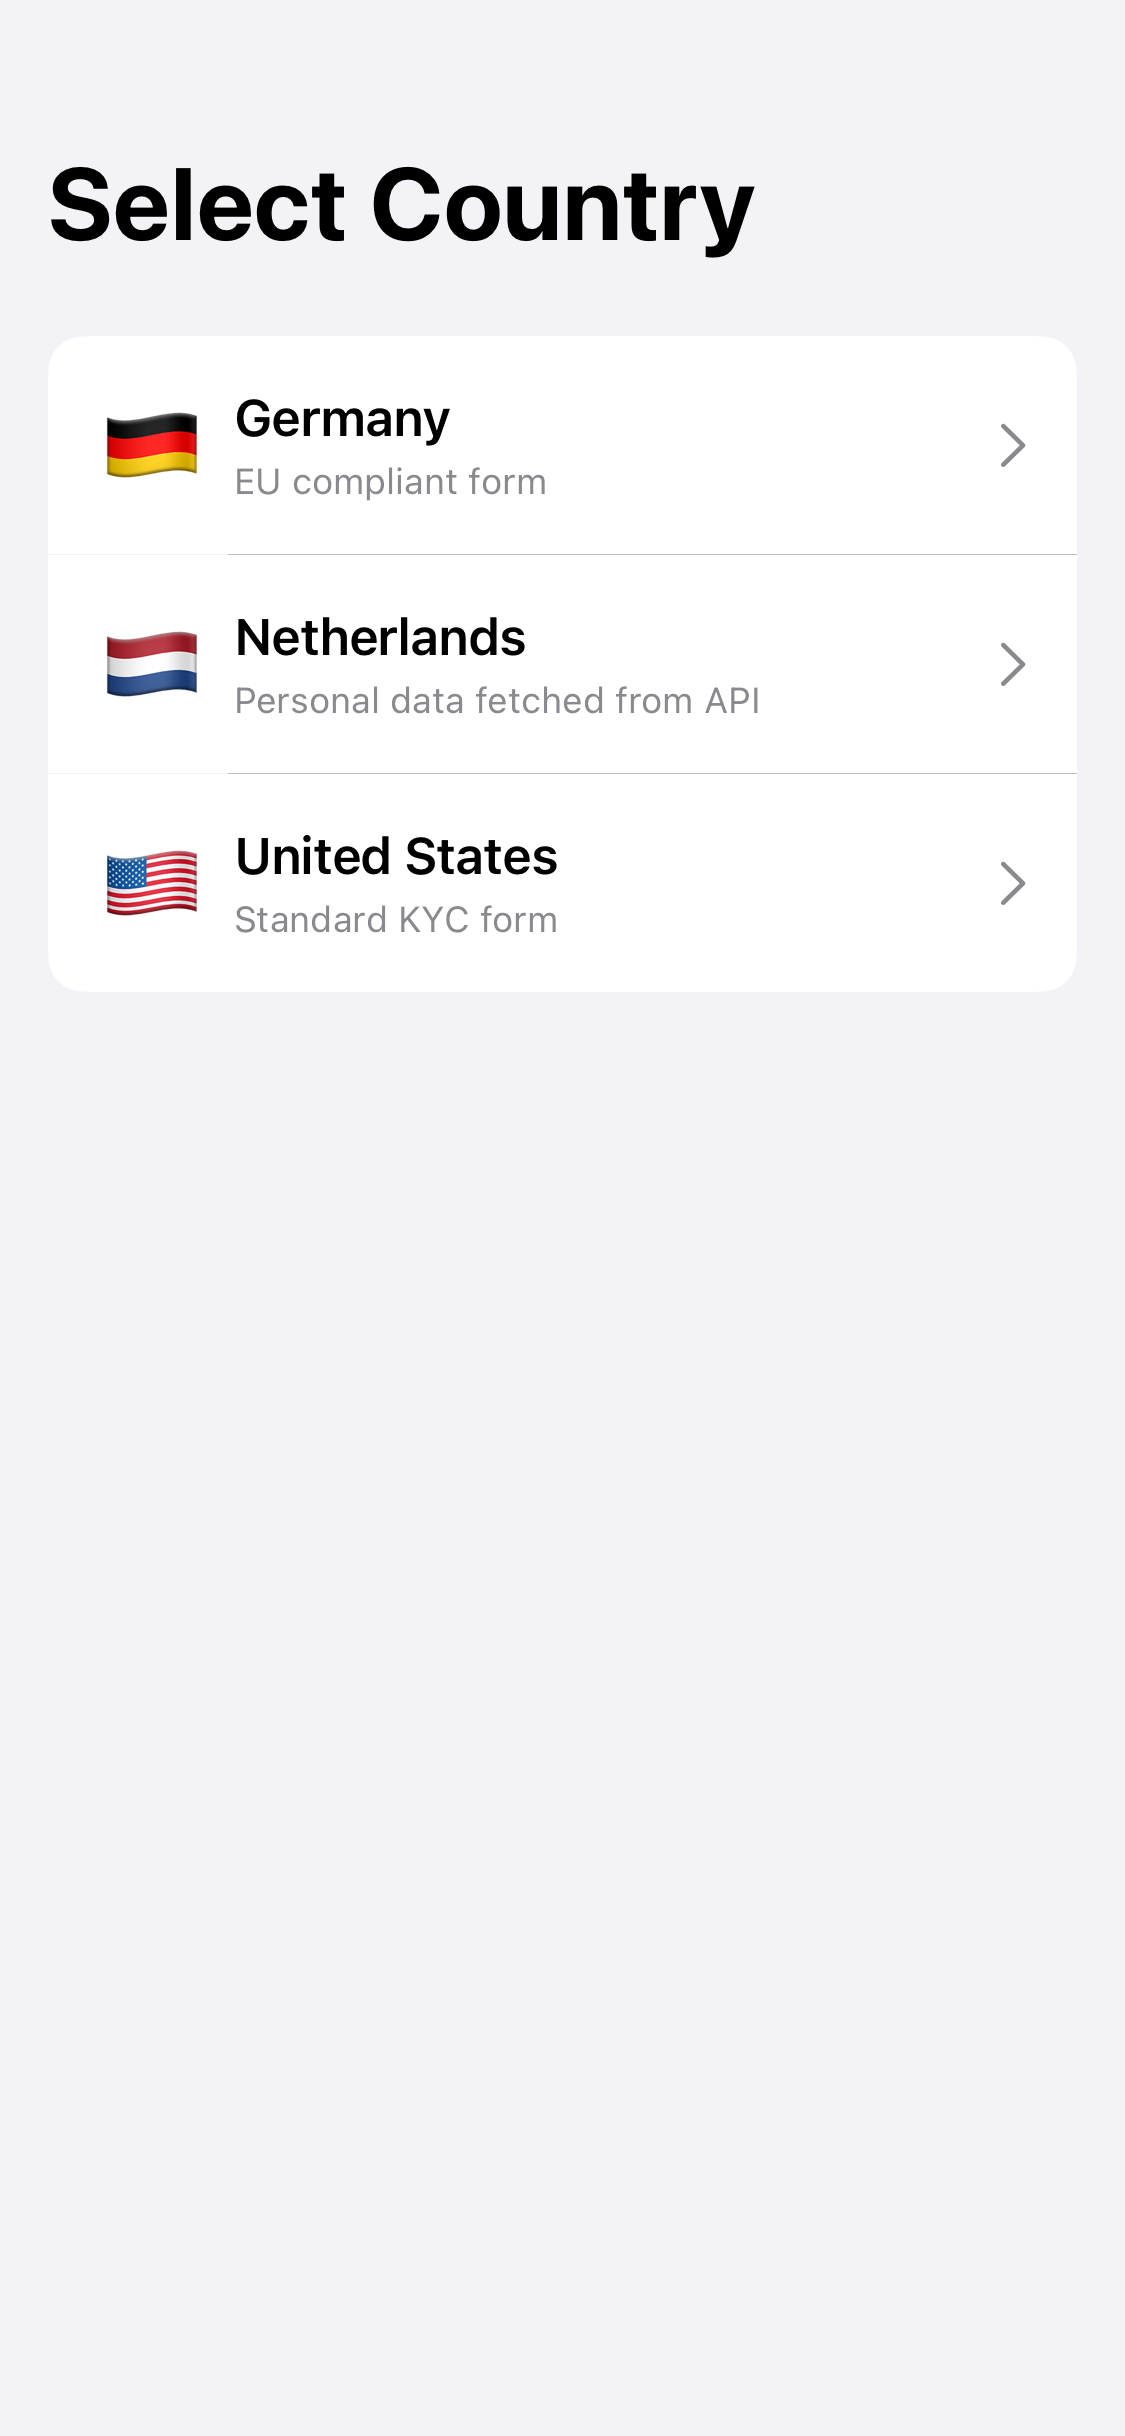 Select Country
Germany
EU compliant form
Netherlands
Personal data fetched from API
United States
Standard KYC form